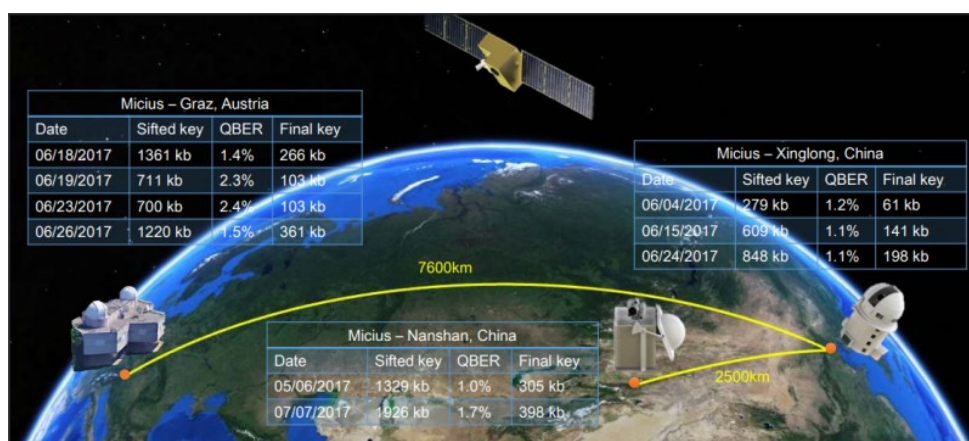 Micius – Graz, Austria
Date Sifted key QBER Final key
06/18/2017 1361 kb 1.4% 266 kb
06/19/2017 711 kb 2.3% 103 kb
06/23/2017 700 kb 2.4% 103 kb
06/26/2017 1220 kb 1.5% 361 kb
Micius – Xinglong, China
Date Sifted key QBER Final key
06/04/2017 279 kb 1.2% 61 kb
06/15/2017 609 kb 1.1% 141 kb
06/24/2017 848 kb 1.1% 198 kb
7600km
Micius – Nanshan, China
Date Sifted key QBER Final key
05/06/2017 1329 kb 1.0% 305 kb
07/07/2017 1926 kb 1.7% 398 kb
2500km